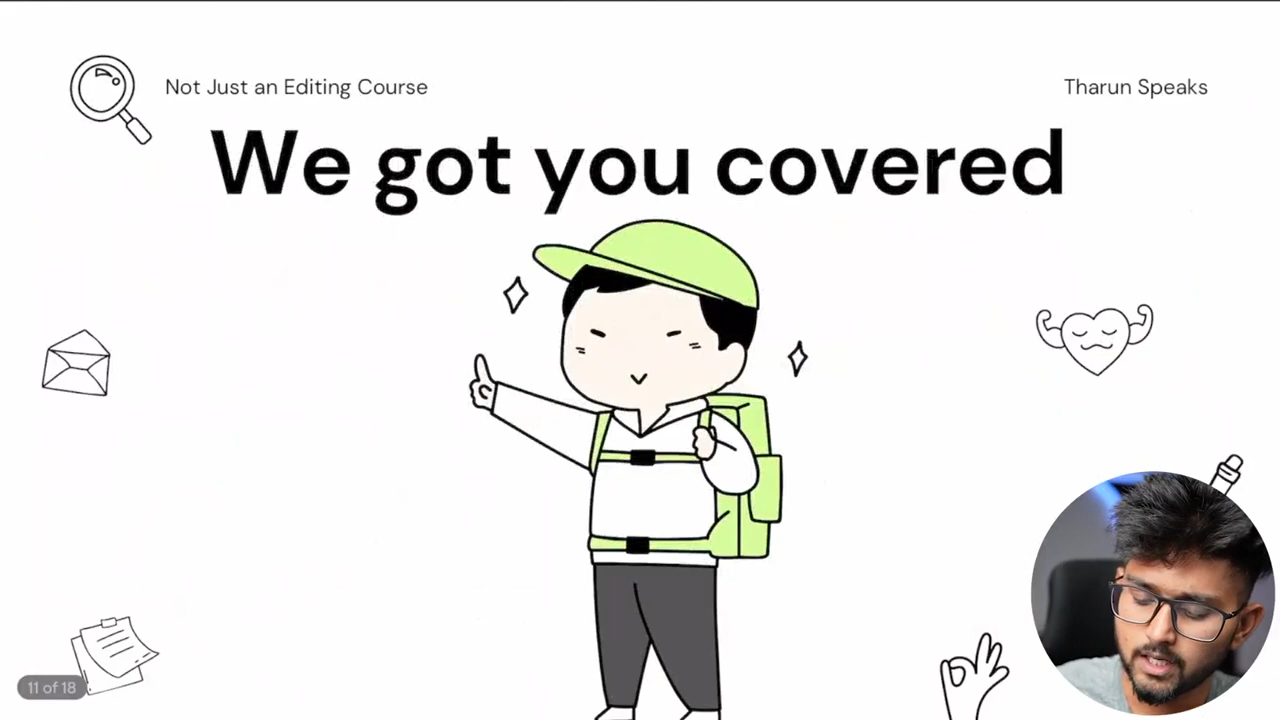 Not Just an Editing Course
Tharun Speaks
We got you covered
11 of 18